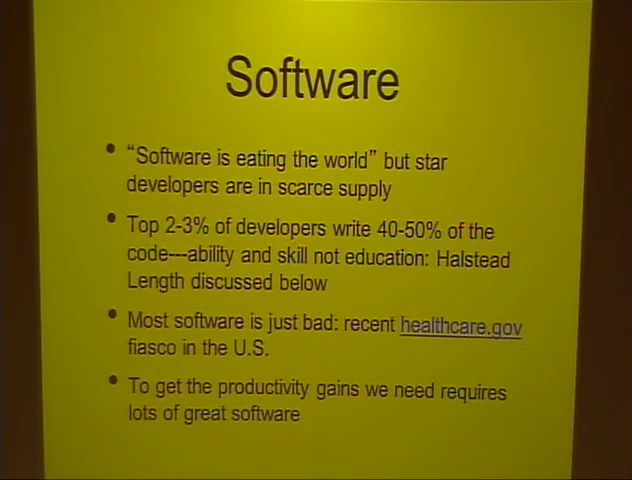 Software
• “Software is eating the world” but star
developers are in scarce supply
• Top 2-3% of developers write 40-50% of the
code---ability and skill not education: Halstead
Length discussed below
• Most software is just bad: recent healthcare.gov
fiasco in the U.S.
• To get the productivity gains we need requires
lots of great software